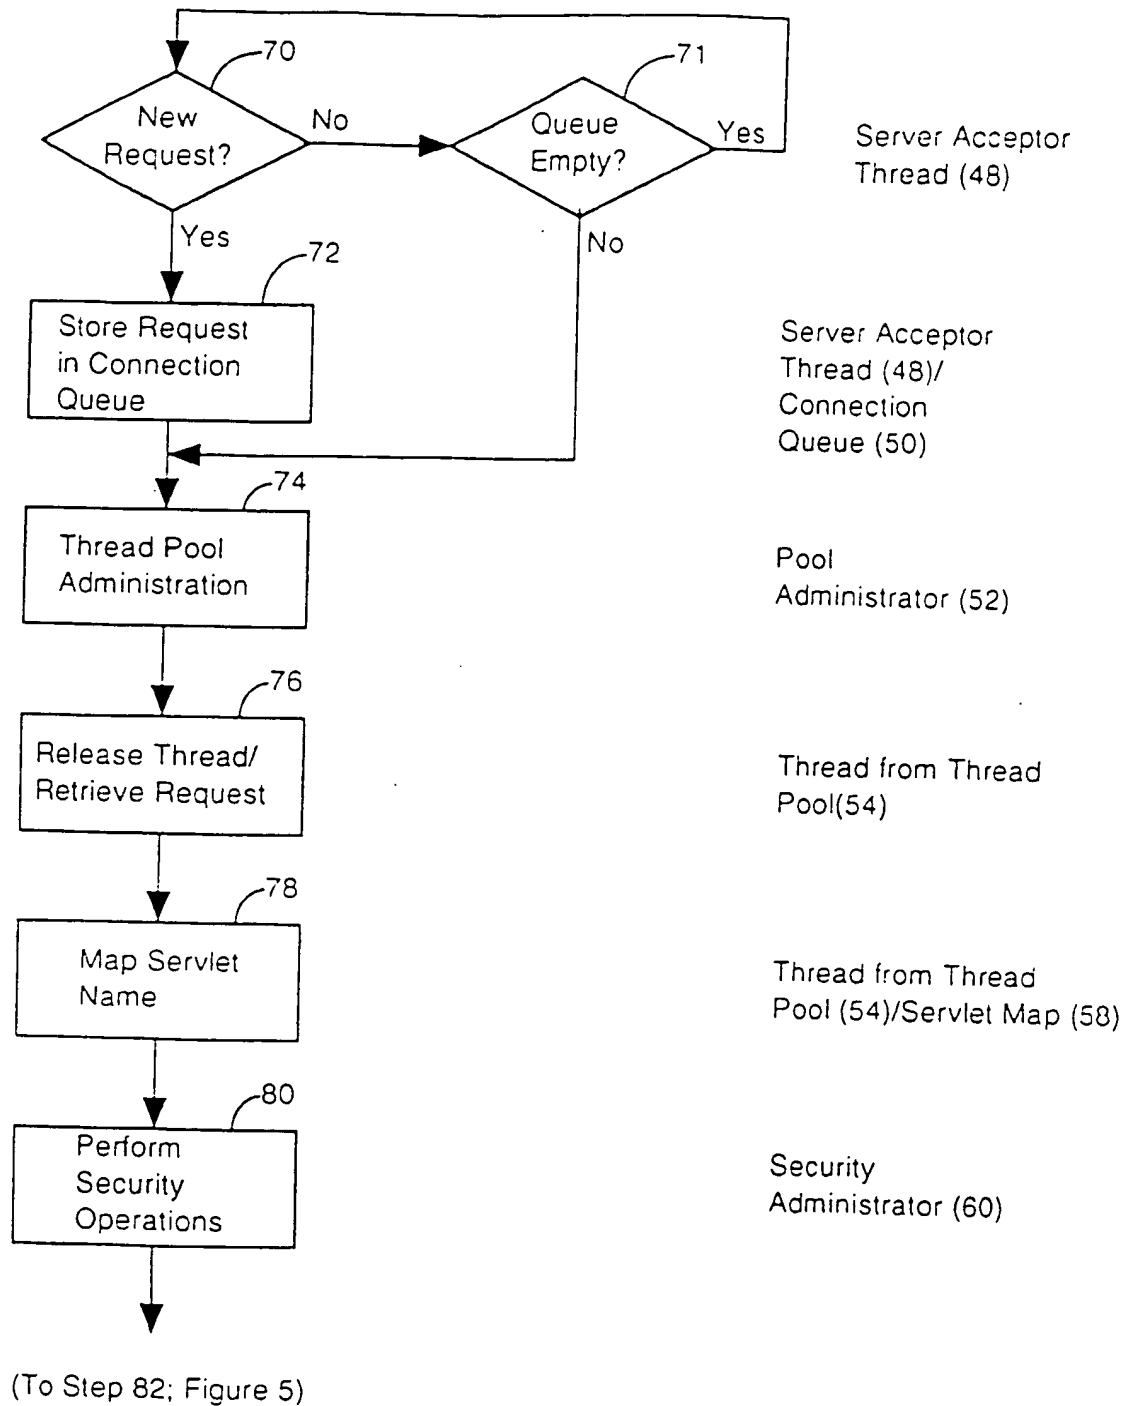 70
71
New
Request?
No
Queue
Empty?
Yes
Server Acceptor
Thread (48)
Yes
No
72
Store Request
in Connection
Queue
Server Acceptor
Thread (48)/
Connection
Queue (50)
74
Thread Pool
Administration
Pool
Administrator (52)
76
Release Thread/
Retrieve Request
Thread from Thread
Pool(54)
78
Map Servlet
Name
Thread from Thread
Pool (54)/Servlet Map (58)
80
Perform
Security
Operations
Security
Administrator (60)
(To Step 82; Figure 5)